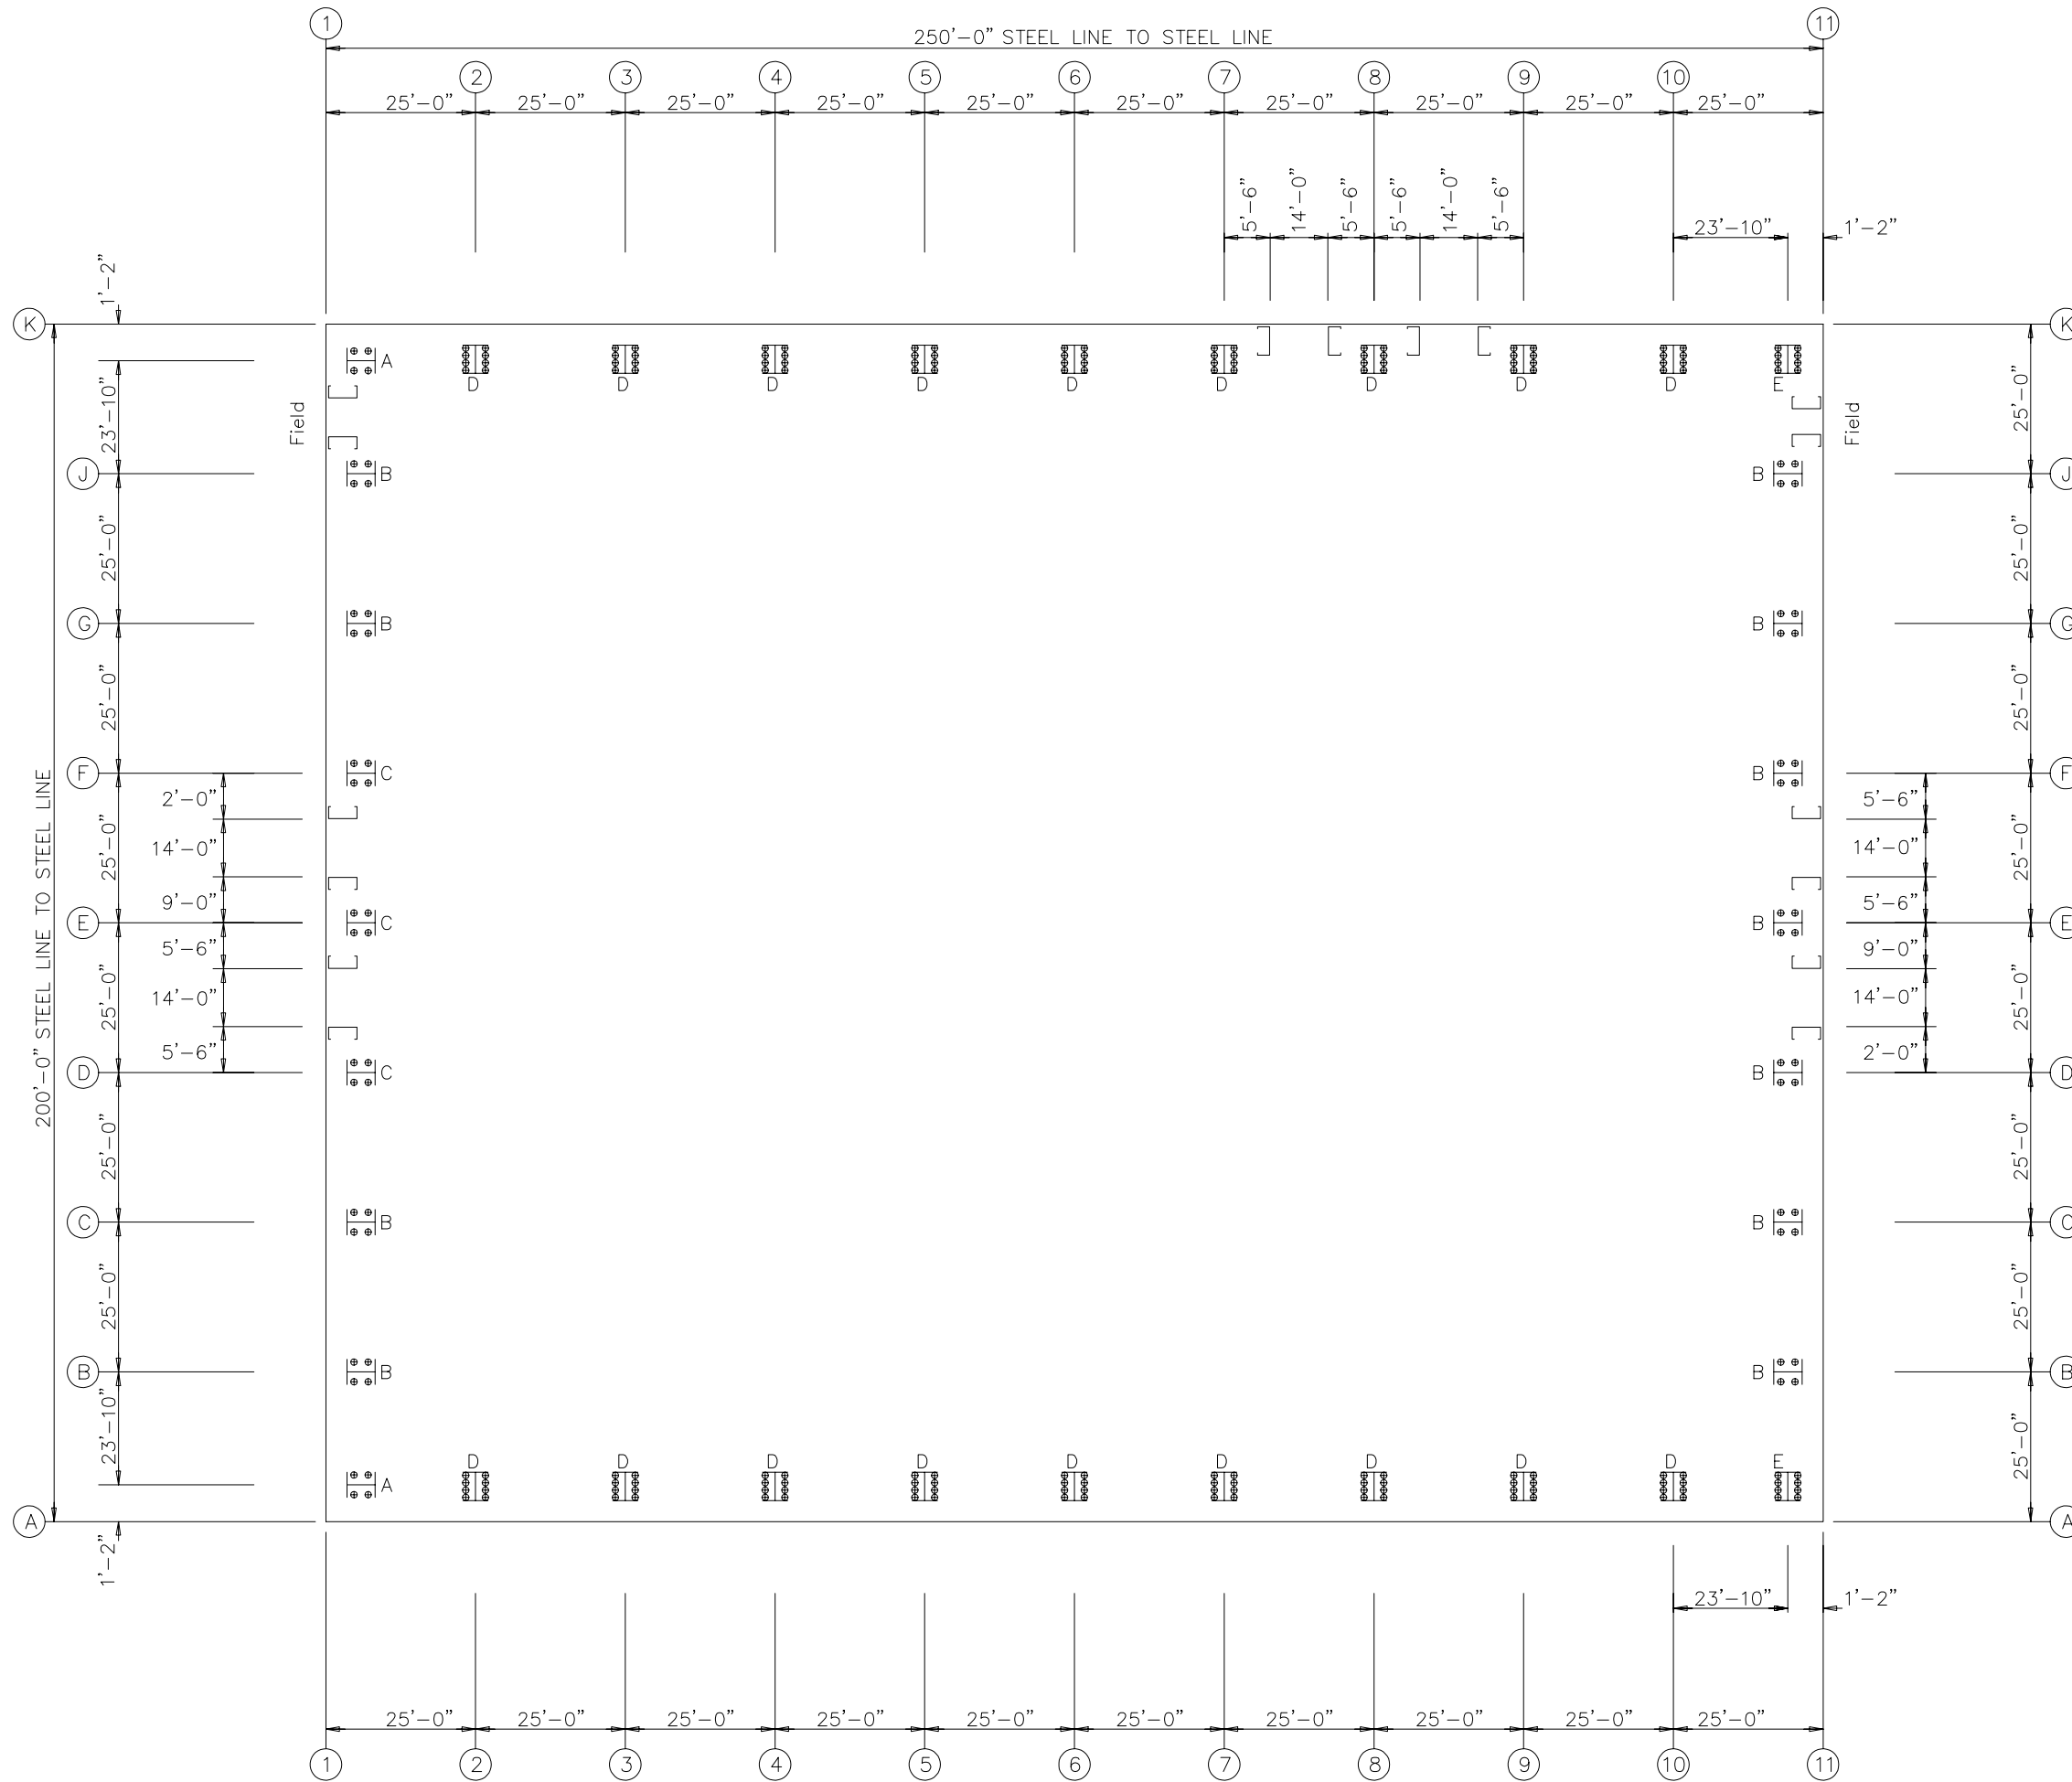 1
11
250'-0" STEEL LINE TO STEEL LINE
2
3
4
5
6
7
8
9
10
25'-0"
25'-0"
25'-0"
25'-0"
25'-0"
25'-0"
25'-0"
25'-0"
25'-0"
25'-0"
5'-6"
14'-0"
5'-6"
5'-6"
14'-0"
5'-6"
23'-10"
1'-2"
1'-2"
K
K
A
D
D
D
D
D
D
D
D
D
E
23'-10"
Field
Field
25'-0"
J
B
B
J
25'-0"
25'-0"
G
B
B
G
25'-0"
25'-0"
F
C
B
F
200'-0" STEEL LINE TO STEEL LINE
25'-0"
2'-0"
14'-0"
9'-0"
5'-6"
14'-0"
5'-6"
25'-0"
E
C
B
E
25'-0"
5'-6"
14'-0"
5'-6"
9'-0"
14'-0"
2'-0"
25'-0"
D
C
B
D
25'-0"
25'-0"
C
B
B
C
25'-0"
25'-0"
B
B
B
B
23'-10"
25'-0"
D
D
D
D
D
D
D
D
D
E
A
A
A
1'-2"
23'-10"
1'-2"
25'-0"
25'-0"
25'-0"
25'-0"
25'-0"
25'-0"
25'-0"
25'-0"
25'-0"
25'-0"
1
2
3
4
5
6
7
8
9
10
11